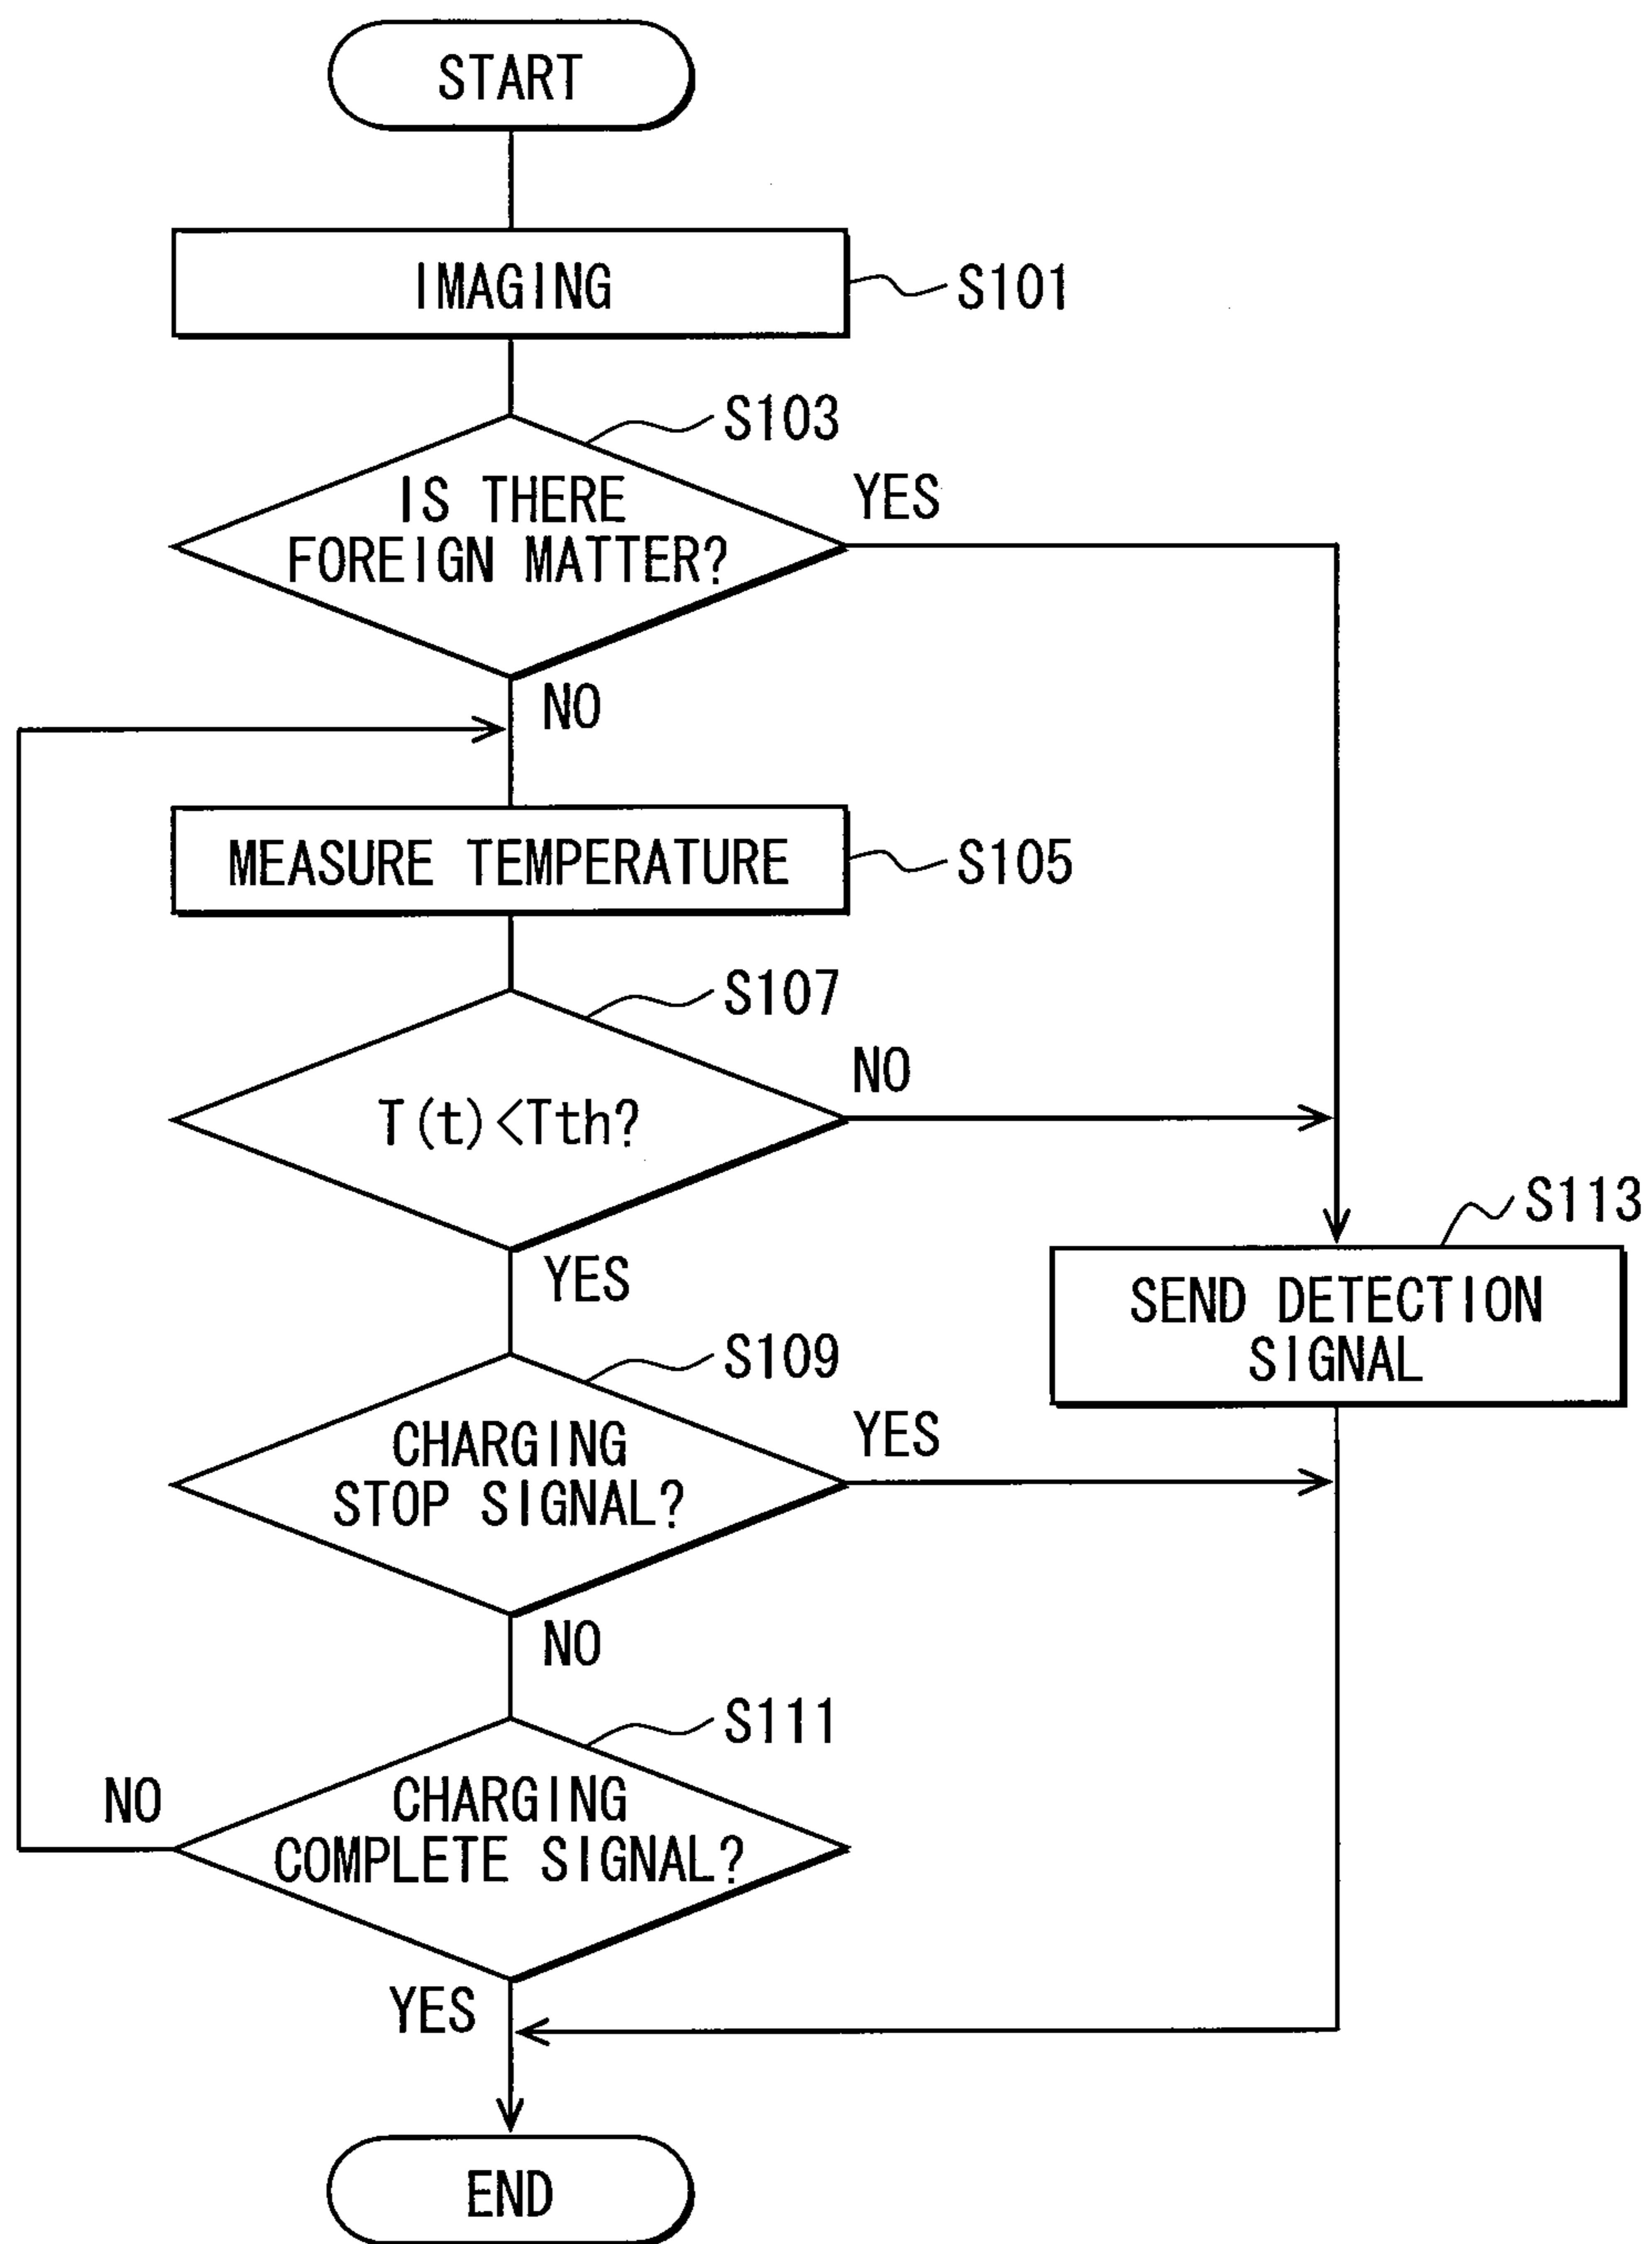 START
IMAGING
S101
S103
IS THERE
FOREIGN MATTER?
YES
NO
MEASURE TEMPERATURE
S105
S107
T(t)<Tth?
NO
YES
S113
SEND DETECTION
SIGNAL
S109
CHARGING
STOP SIGNAL?
YES
NO
S111
CHARGING
COMPLETE SIGNAL?
NO
YES
END